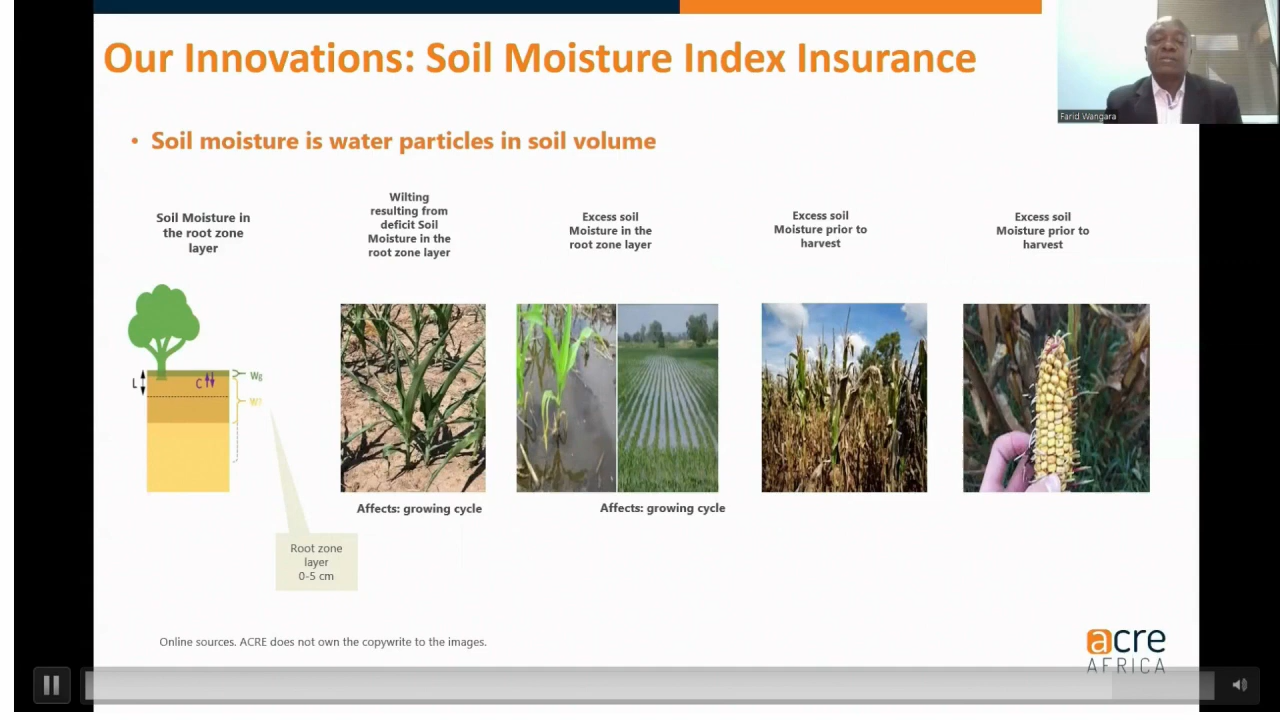 Our Innovations: Soil Moisture Index Insurance
Farid Wangara
• Soil moisture is water particles in soil volume
Soil Moisture in
the root zone
layer
Wilting
resulting from
deficit Soil
Moisture in the
root zone layer
Excess soil
Moisture in the
root zone layer
Excess soil
Moisture prior to
harvest
Excess soil
Moisture prior to
harvest
L
C
Wg
Affects: growing cycle
Affects: growing cycle
Root zone
layer
0-5 cm
Online sources. ACRE does not own the copywrite to the images.
acre
AFRICA